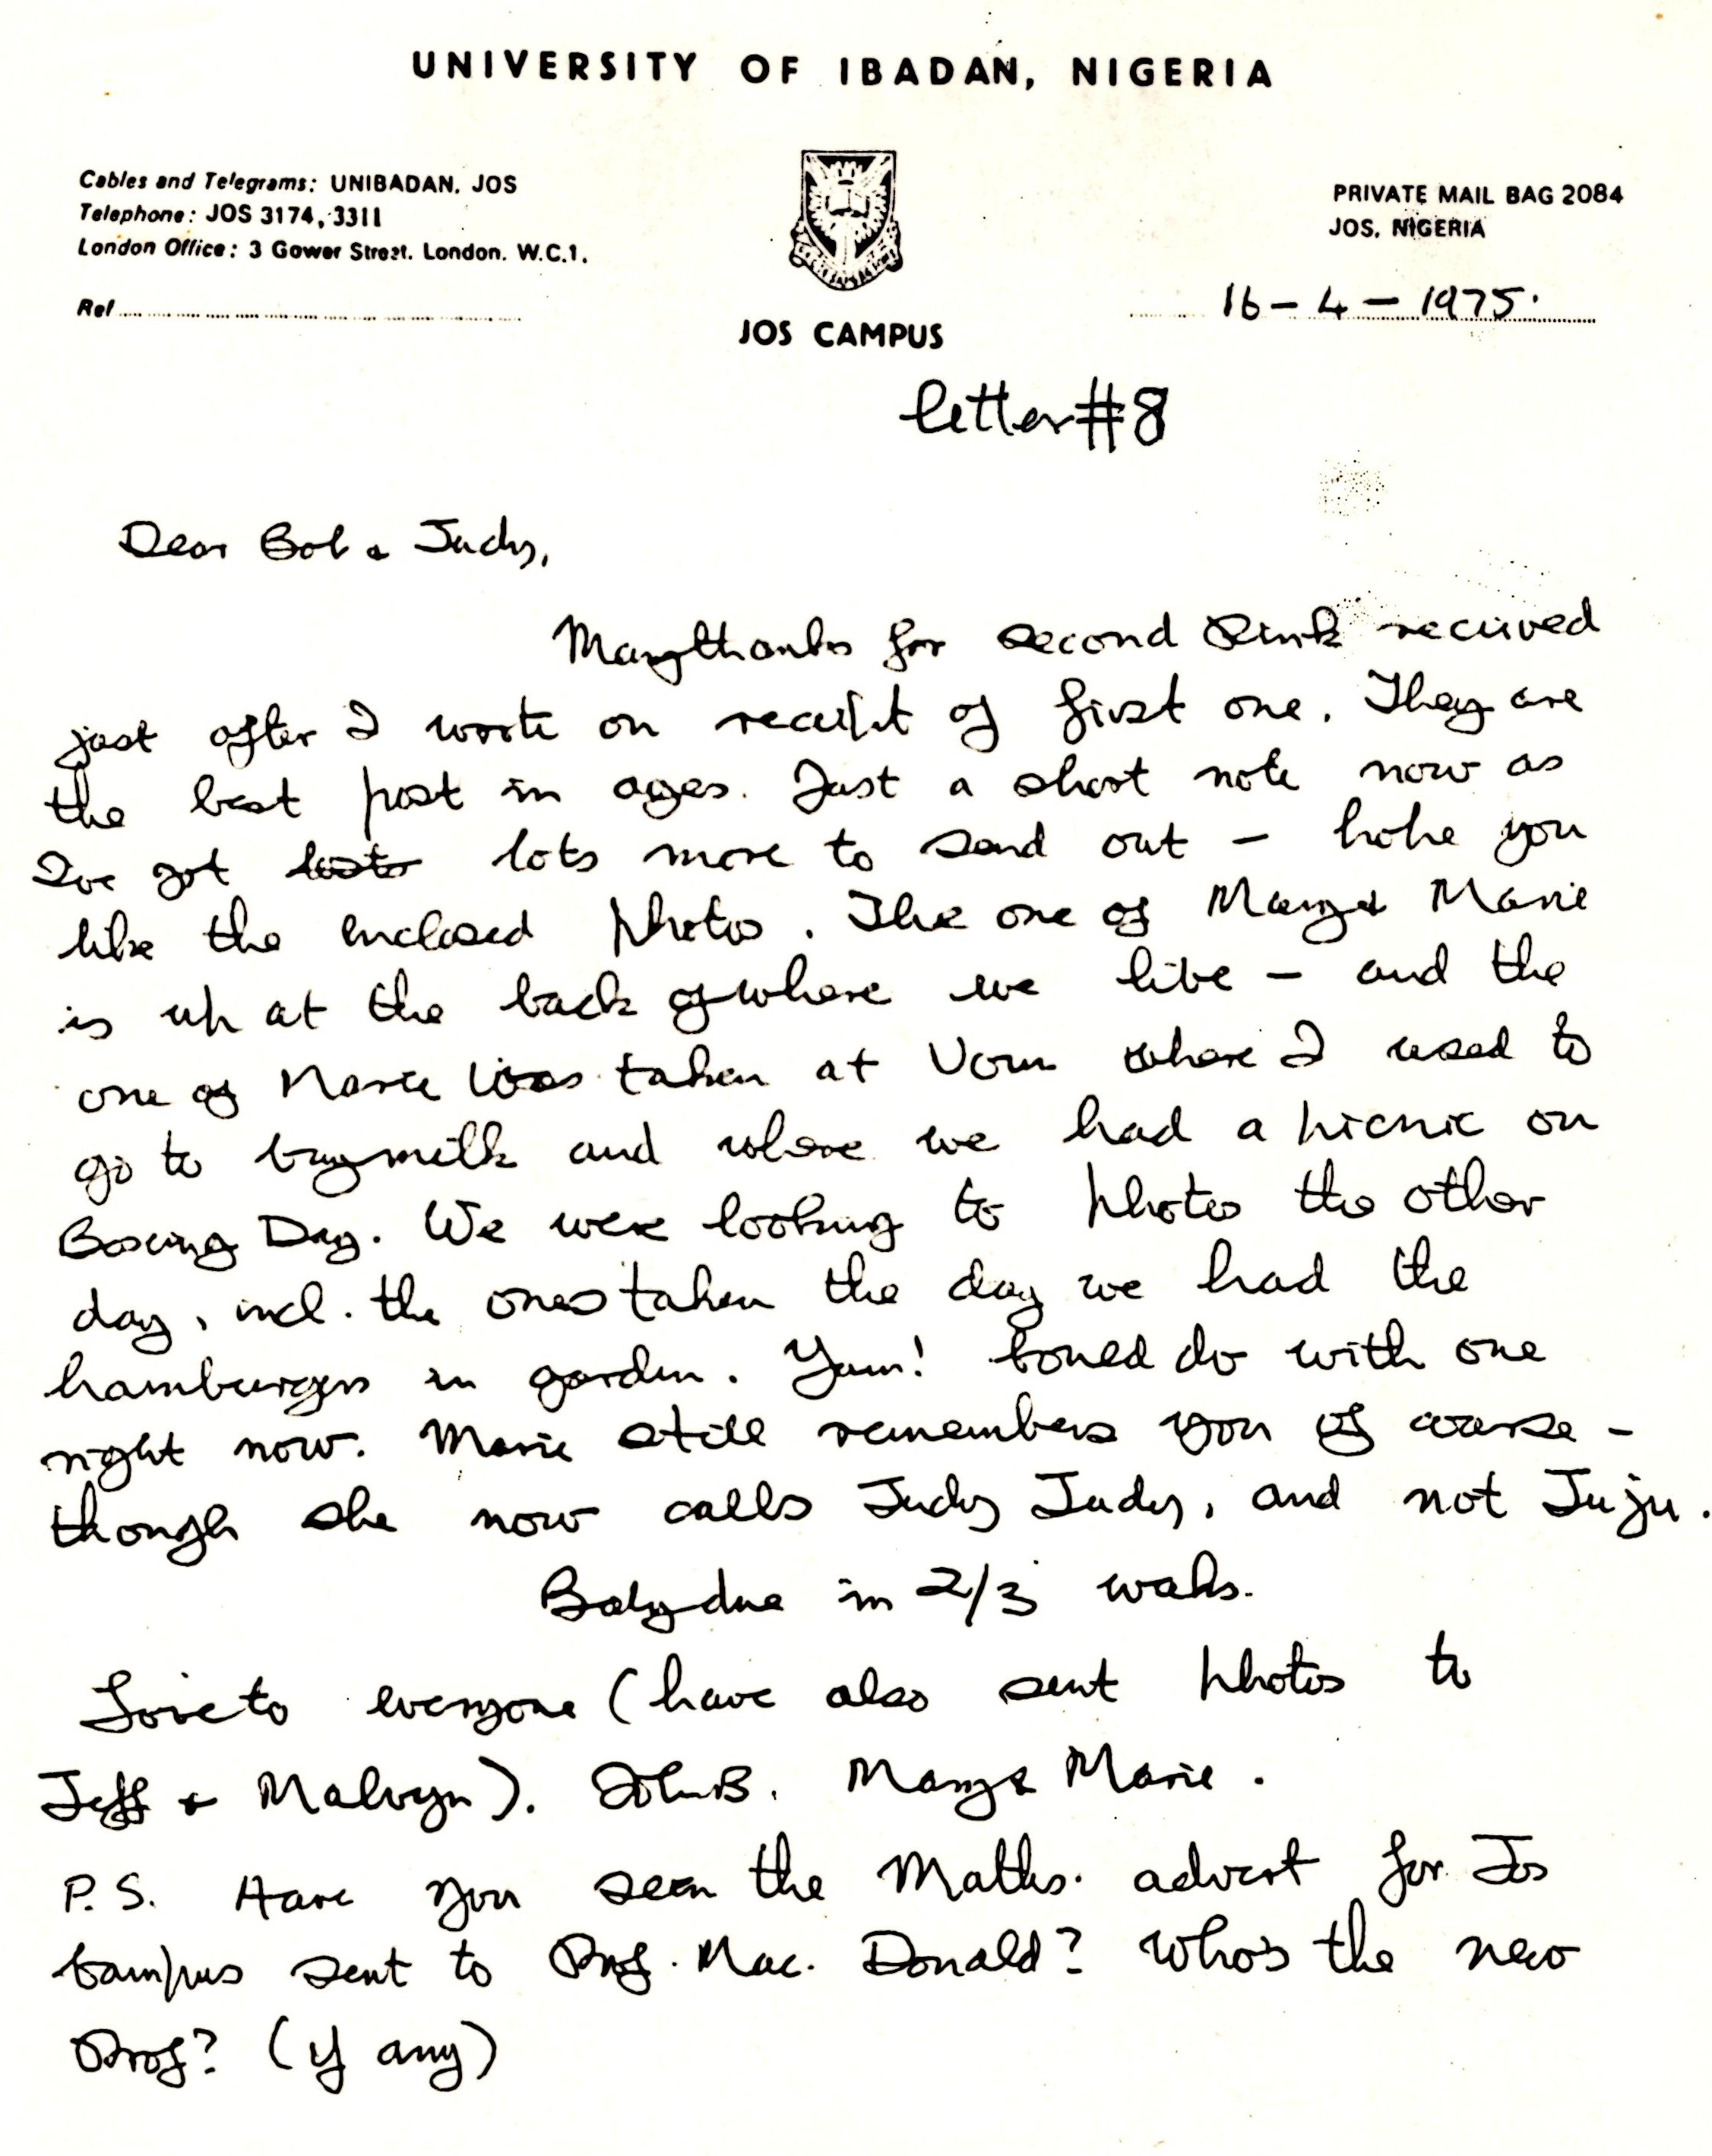 UNIVERSITY OF IBADAN, NIGERIA
Cables and Telegrams: UNIBADAN. JOS
Telephone: JOS 3174, 3311
London Office: 3 Gower Street. London. W.C.1.
Ref
PRIVATE MAIL BAG 2084
JOS, NIGERIA
16-4-1975.
JOS CAMPUS
letter #8
Dear Bob & Judy,
Many thanks for second Pink received
just after I wrote on receipt of first one. They are
the best post in ages. Just a short note now as
I've got lots more to send out - hope you
like the enclosed photos. The one of Mary & Marie
is up at the back of where we live - and the
one of Marie was taken at Vom where I used to
go to buy milk and where we had a picnic on
Boxing Day. We were looking to photos the other
day, incl. the ones taken the day we had the
hamburgers in garden. Yum! Could do with one
right now. Marie still remembers you of course -
though she now calls Judy Judy, and not Juju.
Baby due in 2/3 weeks.
Love to everyone (have also sent photos to
Jeff & Malvyn). John B. Mary & Marie.
P.S. Have you seen the Maths. advert for Jos
Campus sent to Prof. Mac. Donald? Who's the new
Prof? (if any)